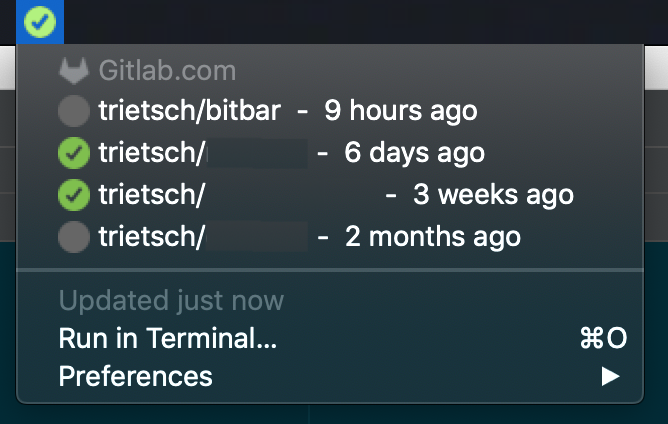 Gitlab.com
trietsch/bitbar - 9 hours ago
trietsch/ - 6 days ago
trietsch/ - 3 weeks ago
trietsch/ - 2 months ago
Updated just now
Run in Terminal... ⌘O
Preferences ▶